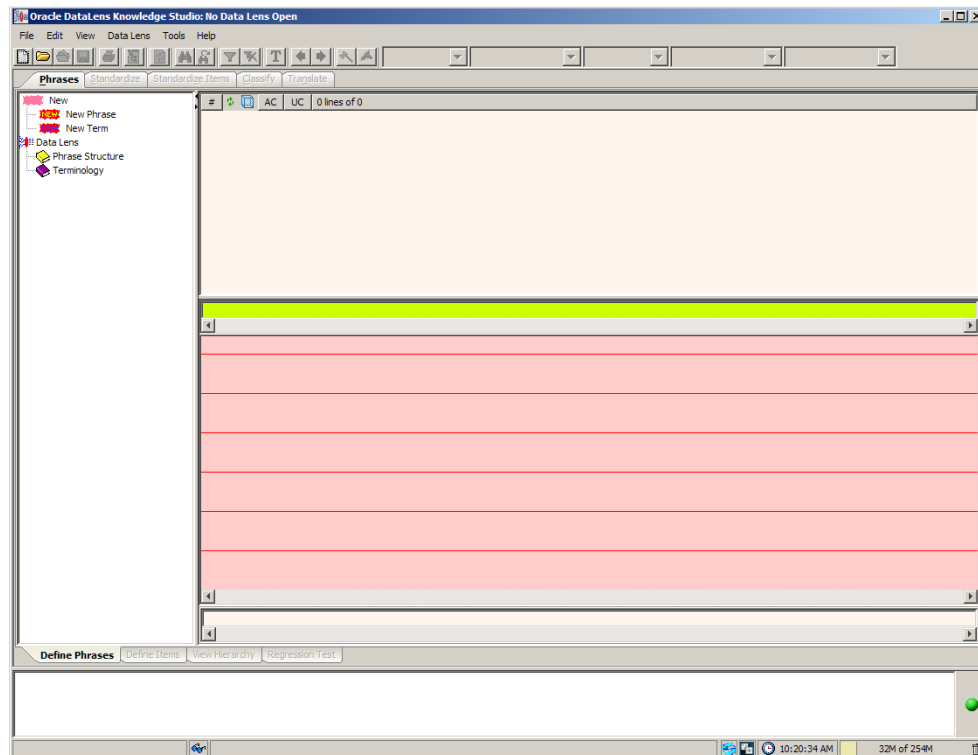 Oracle DataLens Knowledge Studio: No Data Lens Open
File Edit View Data Lens Tools Help
Phrases Standardize Standardize Items Classify Translate
New
# AC UC 0 lines of 0
New Phrase
New Term
Data Lens
Phrase Structure
Terminology
Define Phrases Define Items View Hierarchy Regression Test
10:20:34 AM 32M of 254M